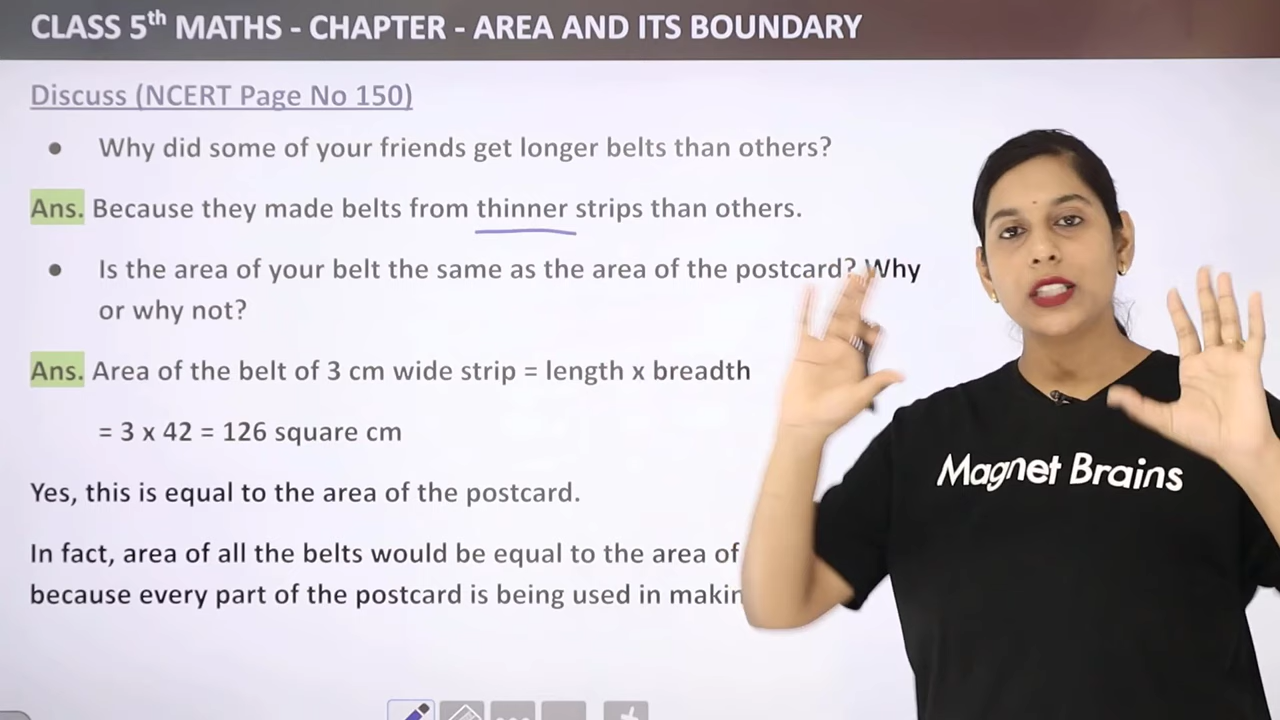 CLASS 5th MATHS - CHAPTER - AREA AND ITS BOUNDARY
Discuss (NCERT Page No 150)
● Why did some of your friends get longer belts than others?
Ans. Because they made belts from thinner strips than others.
● Is the area of your belt the same as the area of the postcard? Why
or why not?
Ans. Area of the belt of 3 cm wide strip = length x breadth
= 3 x 42 = 126 square cm
Yes, this is equal to the area of the postcard.
In fact, area of all the belts would be equal to the area of
because every part of the postcard is being used in makin
Magnet Brains